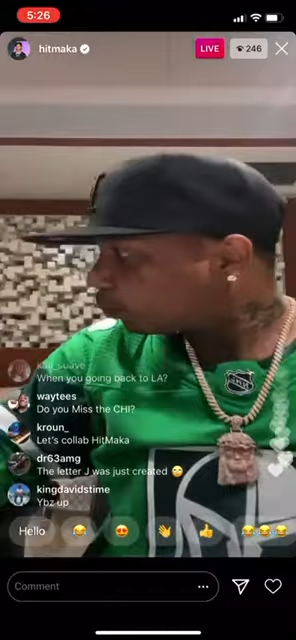 5:26
hitmaka
LIVE
246
When you going back to LA?
waytees
Do you Miss the CHI?
kroun_
Let's collab HitMaka
dr63amg
The letter J was just created 🙄
kingdavidstime
Ybz up
Hello 😂 😍 👋 👍 😂😂😂
Comment
NHL